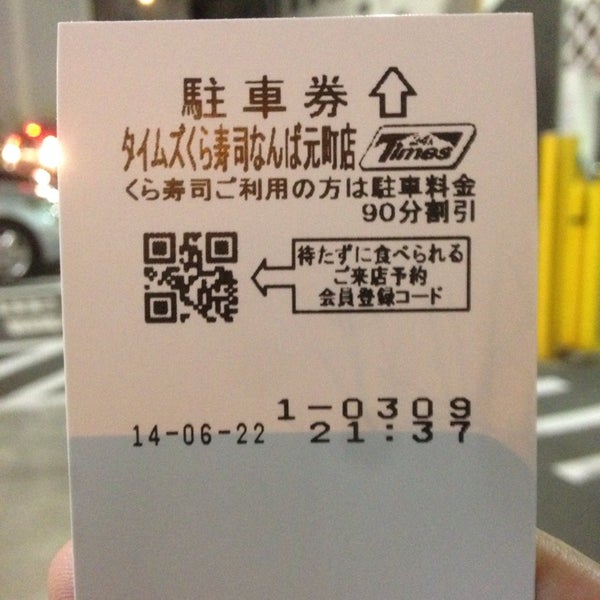 駐車券
タイムズくら寿司なんば元町店 24h Times
くら寿司ご利用の方は駐車料金
90分割引
待たずに食べられる
ご来店予約
会員登録コード
1-0309
14-06-22 21:37